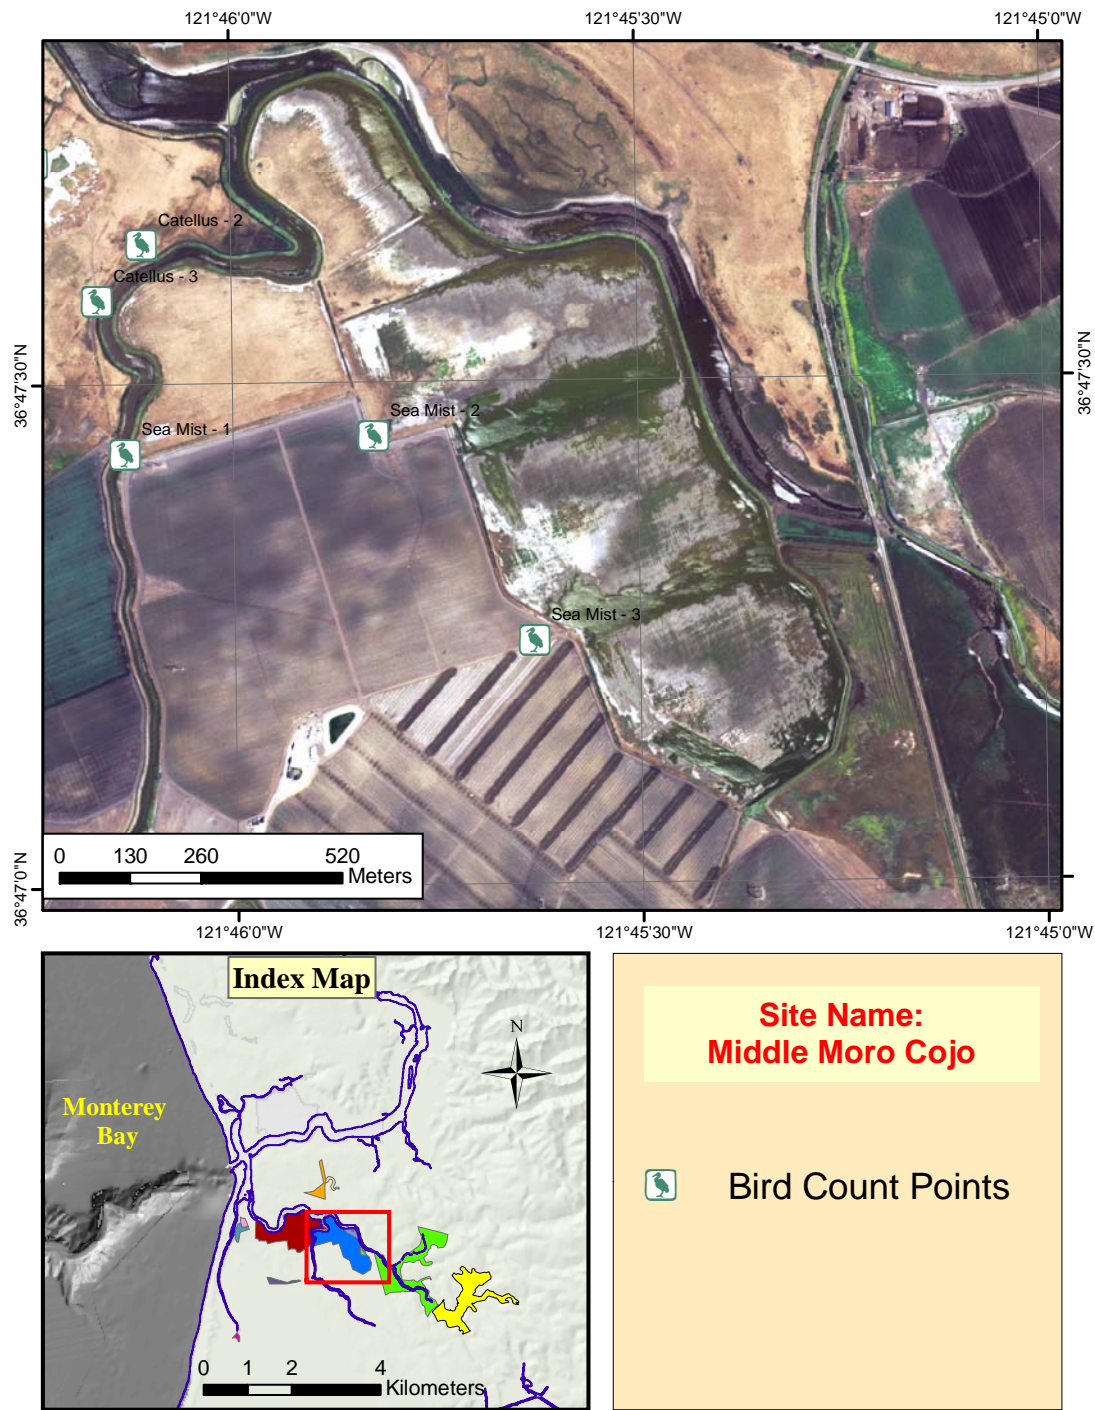 121°46'0"W
121°45'30"W
121°45'0"W
Catellus - 2
Catellus - 3
36°47'30"N
36°47'30"N
Sea Mist - 2
Sea Mist - 1
Sea Mist - 3
0 130 260 520
Meters
36°47'0"N
121°46'0"W
121°45'30"W
121°45'0"W
Index Map
N
Monterey
Bay
0 1 2 4
Kilometers
Site Name:
Middle Moro Cojo
Bird Count Points